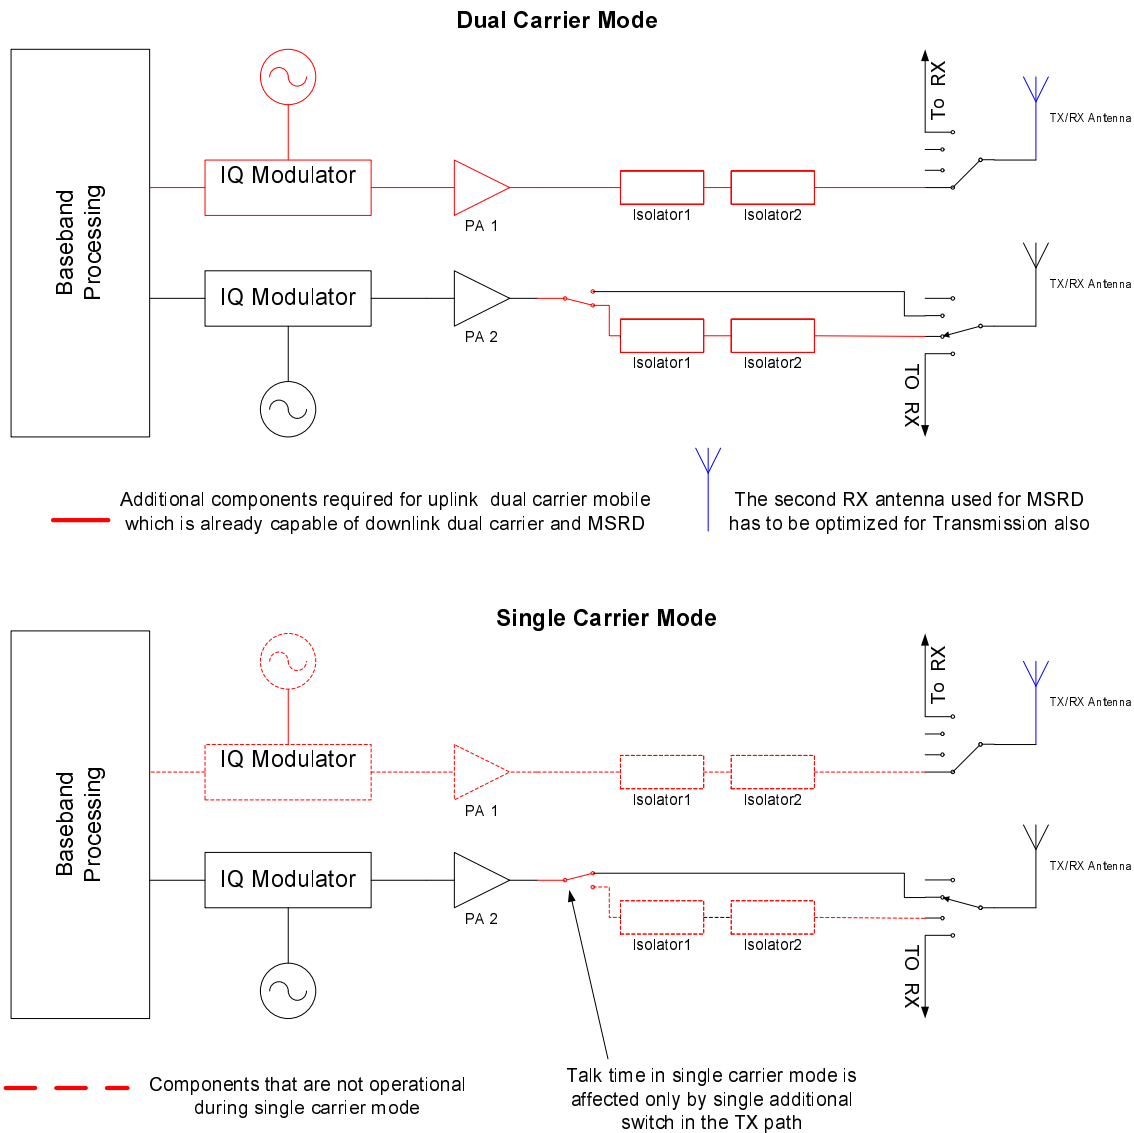 Dual Carrier Mode
To RX
TX/RX Antenna
IQ Modulator
PA 1
Isolator1
Isolator2
Baseband
Processing
IQ Modulator
PA 2
Isolator1
Isolator2
TX/RX Antenna
TO RX
Additional components required for uplink dual carrier mobile
which is already capable of downlink dual carrier and MSRD
The second RX antenna used for MSRD
has to be optimized for Transmission also
Single Carrier Mode
To RX
TX/RX Antenna
IQ Modulator
PA 1
Isolator1
Isolator2
Baseband
Processing
IQ Modulator
PA 2
Isolator1
Isolator2
TX/RX Antenna
TO RX
Components that are not operational
during single carrier mode
Talk time in single carrier mode is
affected only by single additional
switch in the TX path